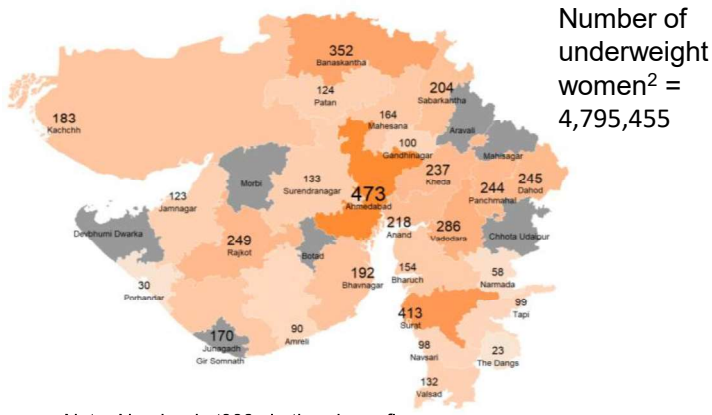 Number of
underweight
women² =
4,795,455
352
Banaskantha
124
Patan
204
Sabarkantha
183
Kachchh
164
Mahesana
Aravali
100
Gandhinagar
Mahisagar
237
Kheda
Morbi
133
Surendranagar
473
Ahmedabad
244
Panchmahal
245
Dahod
123
Jamnagar
218
Anand
286
Vadodara
Devbhumi Dwarka
249
Rajkot
Botad
Chhota Udaipur
192
Bhavnagar
154
Bharuch
58
Narmada
30
Porbandar
99
Tapi
413
Surat
170
Junagadh
Gir Somnath
90
Amreli
98
Navsari
23
The Dangs
132
Valsad